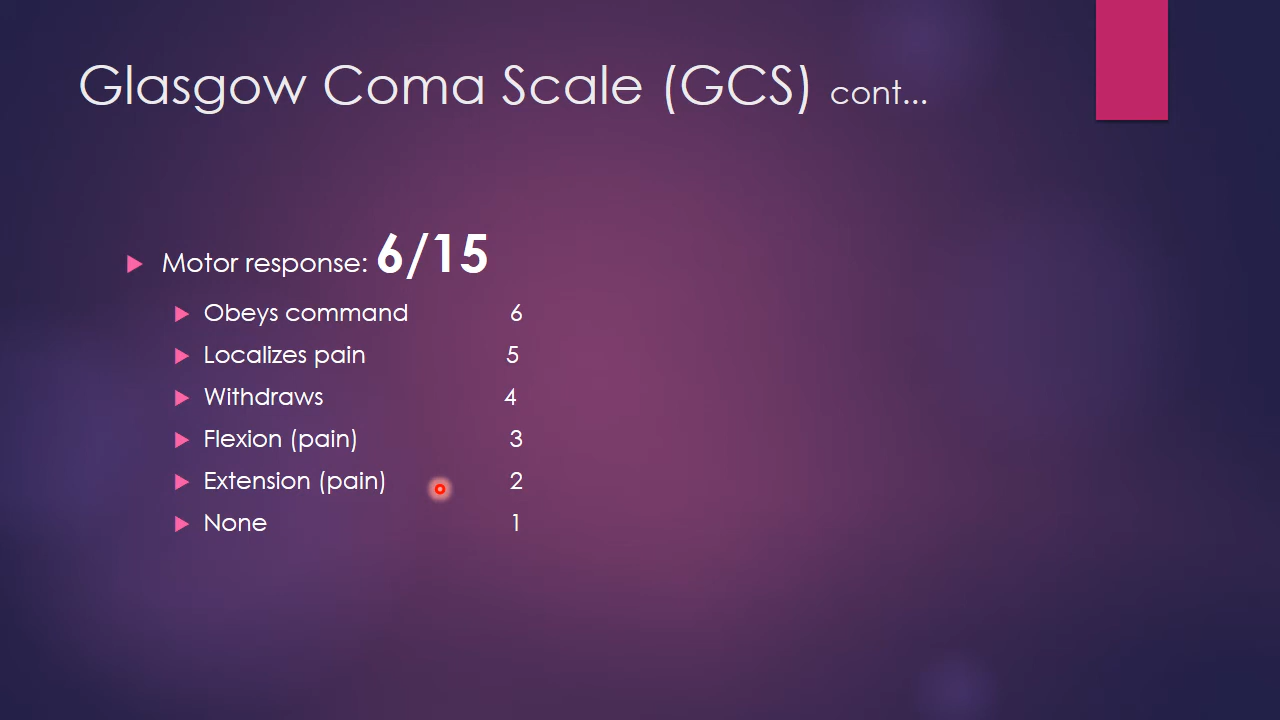 Glasgow Coma Scale (GCS) cont...
Motor response: 6/15
Obeys command 6
Localizes pain 5
Withdraws 4
Flexion (pain) 3
Extension (pain) 2
None 1